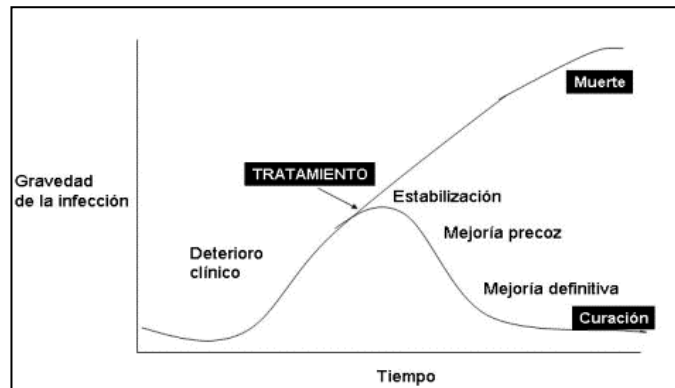 Muerte
TRATAMIENTO
Gravedad
de la infección
Estabilización
Mejoría precoz
Deterioro
clínico
Mejoría definitiva
Curación
Tiempo